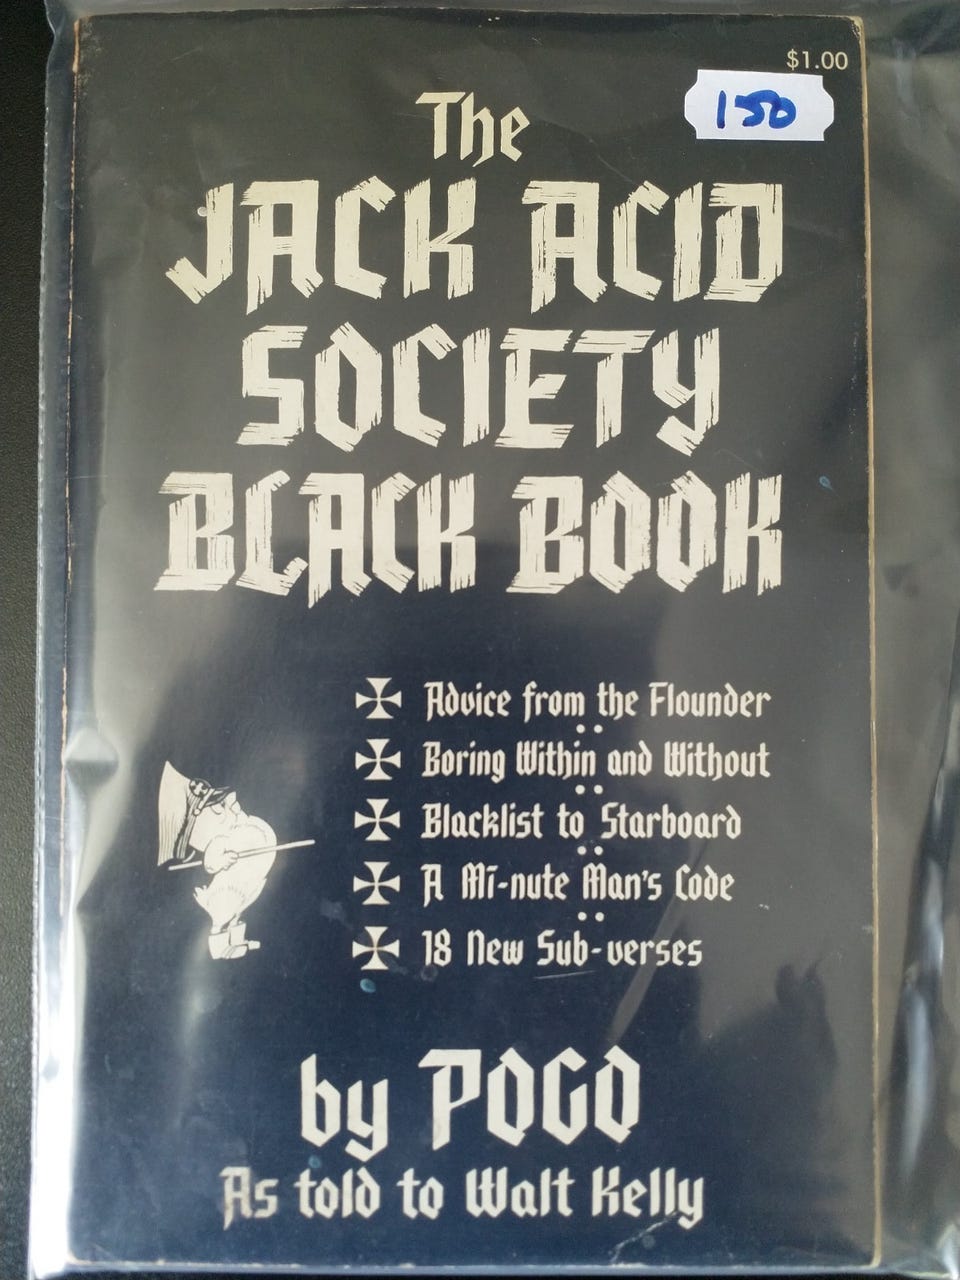 $1.00
150
The
JACK ACID
SOCIETY
BLACK BOOK
Advice from the Flounder
Boring Within and Without
Blacklist to Starboard
A Mī-nute Man's Code
18 New Sub-verses
by POGO
As told to Walt Kelly